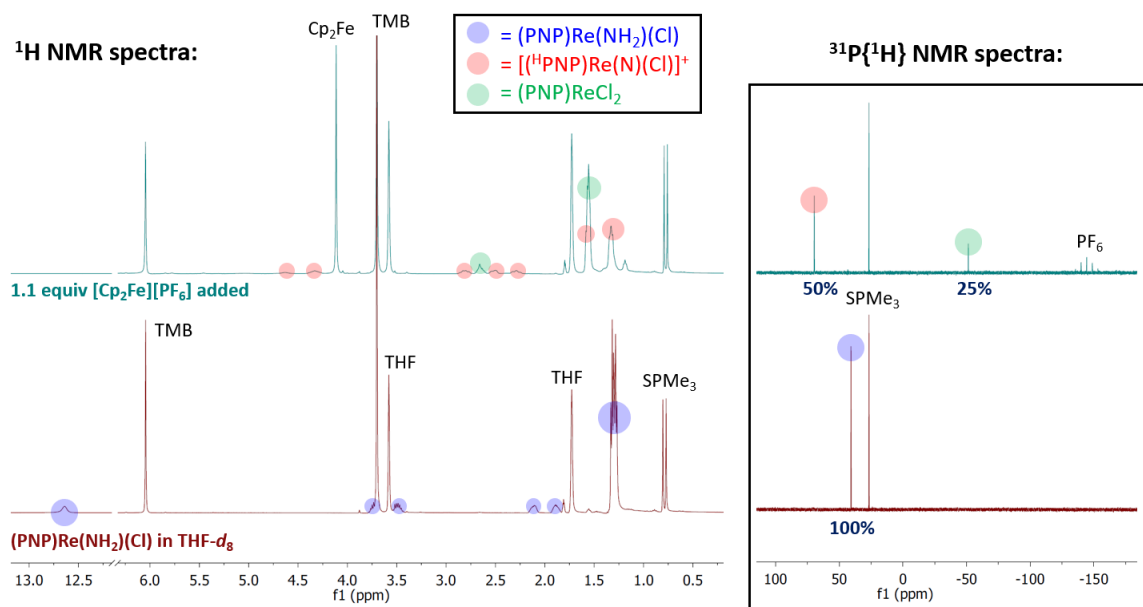 ¹H NMR spectra:
Cp₂Fe
TMB
= (PNP)Re(NH₂)(Cl)
= [(ᴴPNP)Re(N)(Cl)]⁺
= (PNP)ReCl₂
³¹P{¹H} NMR spectra:
1.1 equiv [Cp₂Fe][PF₆] added
TMB
THF
THF
SPMe₃
(PNP)Re(NH₂)(Cl) in THF-d₈
13.0 12.5 6.0 5.5 5.0 4.5 4.0 3.5 3.0 2.5 2.0 1.5 1.0 0.5
f1 (ppm)
f1 (ppm)
PF₆
50%
25%
SPMe₃
100%
100 50 0 -50 -100 -150
f1 (ppm)